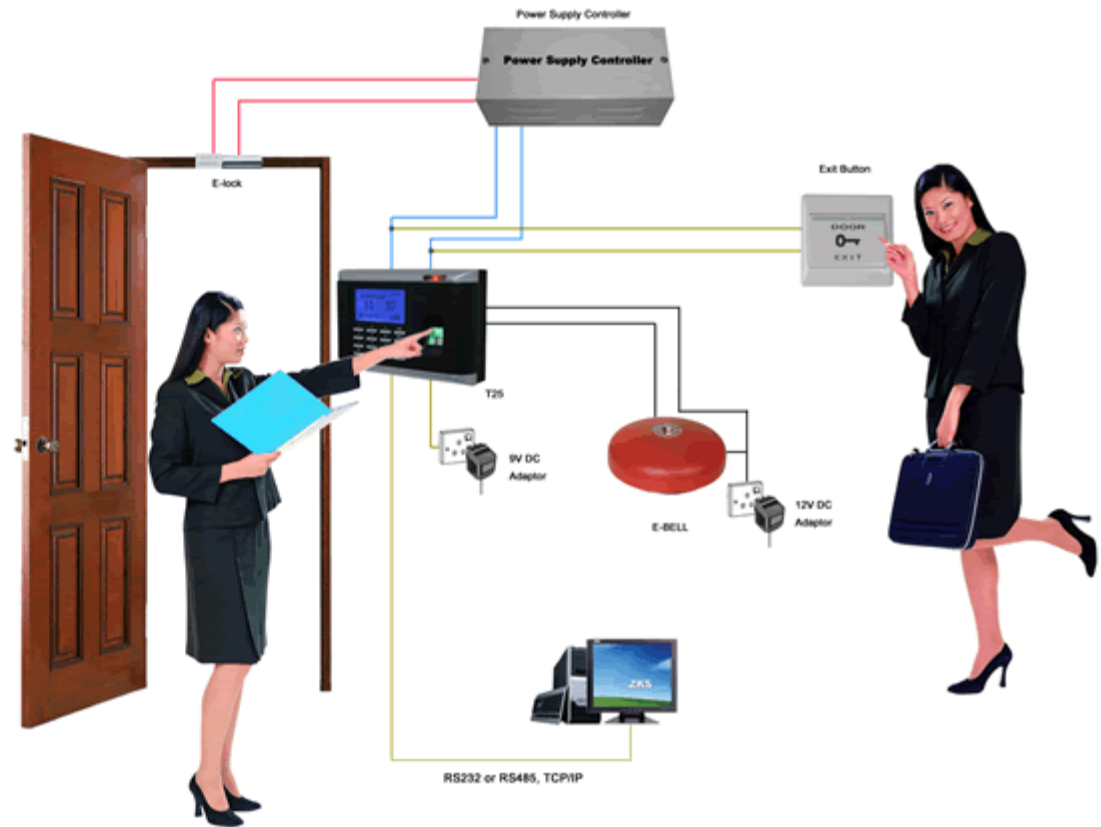 Power Supply Controller
Power Supply Controller
E-lock
Exit Button
DOOR
EXIT
T25
9V DC
Adaptor
12V DC
Adaptor
E-BELL
ZKS
RS232 or RS485, TCP/IP